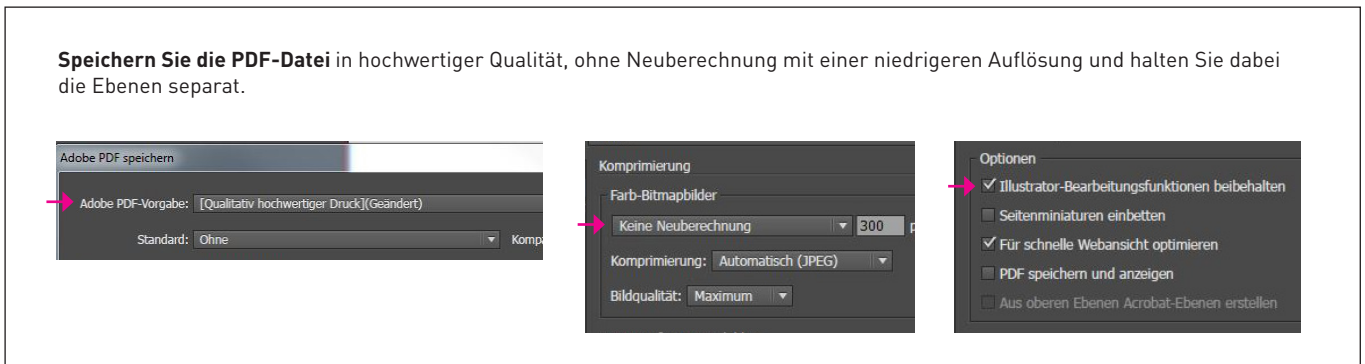 Speichern Sie die PDF-Datei in hochwertiger Qualität, ohne Neuberechnung mit einer niedrigeren Auflösung und halten Sie dabei
die Ebenen separat.
Adobe PDF speichern
Adobe PDF-Vorgabe: [Qualitativ hochwertiger Druck](Geändert)
Standard: Ohne
Komprimierung
Farb-Bitmapbilder
Keine Neuberechnung 300
Komprimierung: Automatisch (JPEG)
Bildqualität: Maximum
Optionen
Illustrator-Bearbeitungsfunktionen beibehalten
Seitenminiaturen einbetten
Für schnelle Webansicht optimieren
PDF speichern und anzeigen
Aus oberen Ebenen Acrobat-Ebenen erstellen